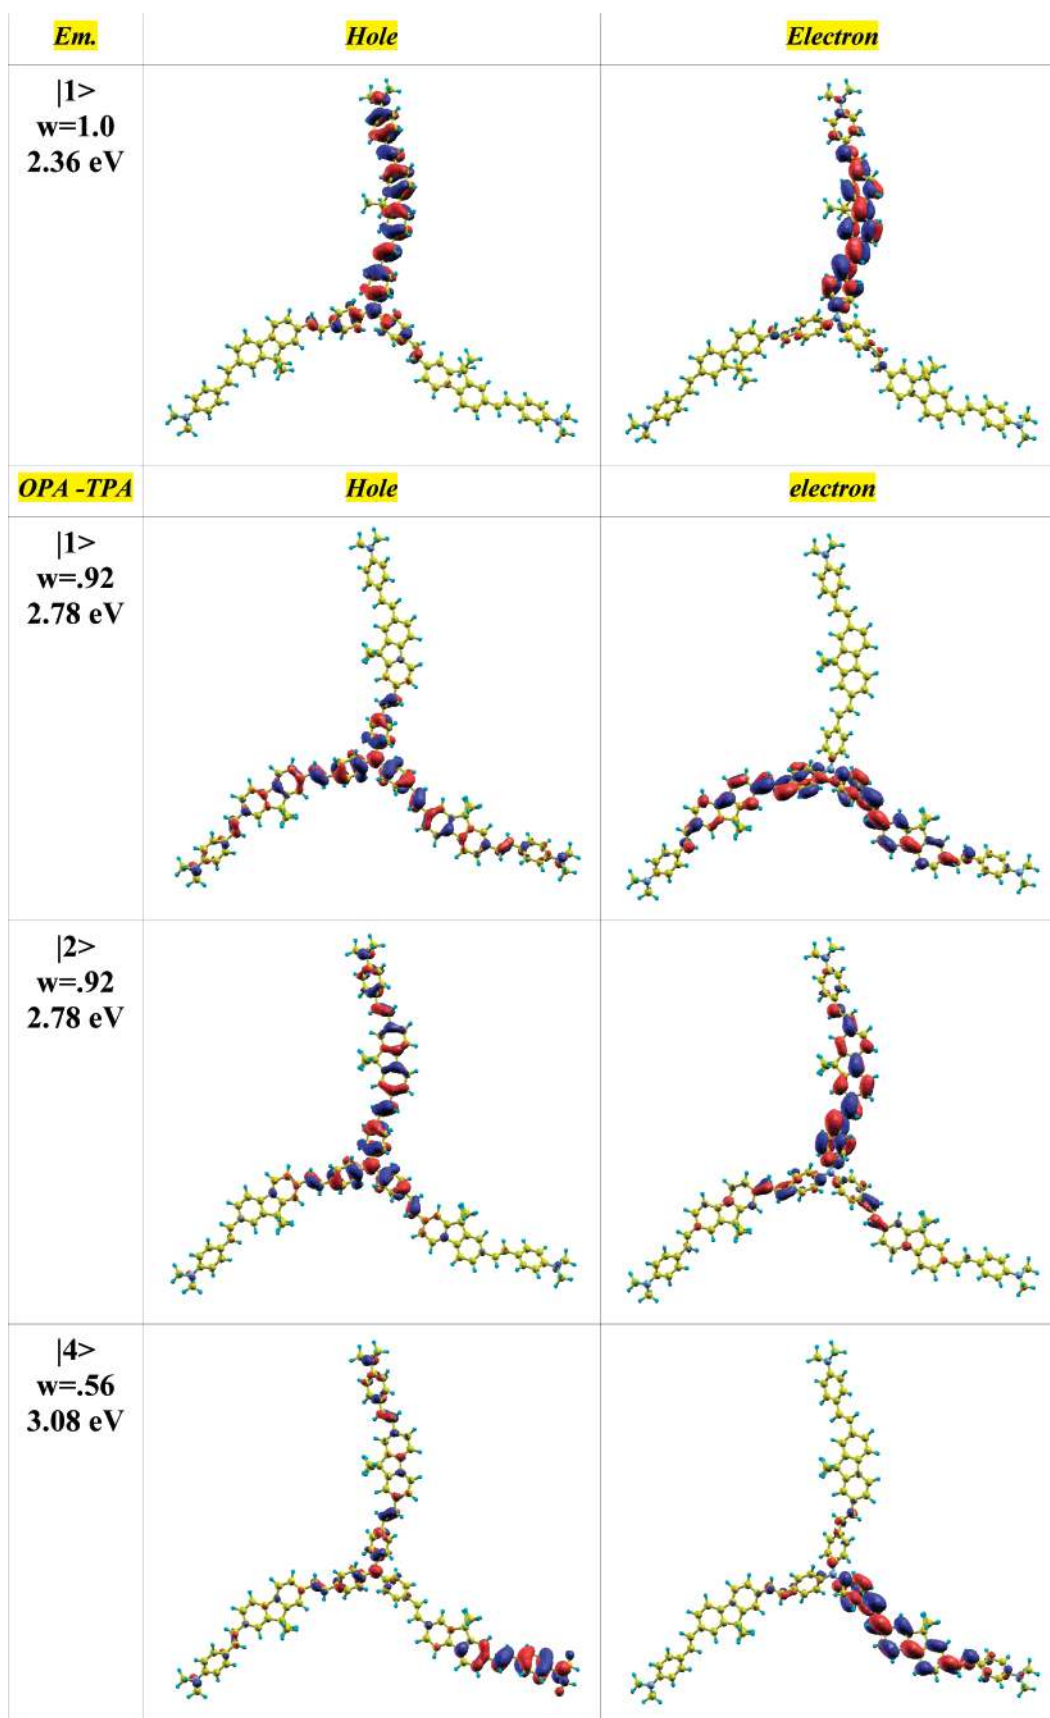 Em. Hole Electron
|1>
w=1.0
2.36 eV
OPA -TPA Hole electron
|1>
w=.92
2.78 eV
|2>
w=.92
2.78 eV
|4>
w=.56
3.08 eV